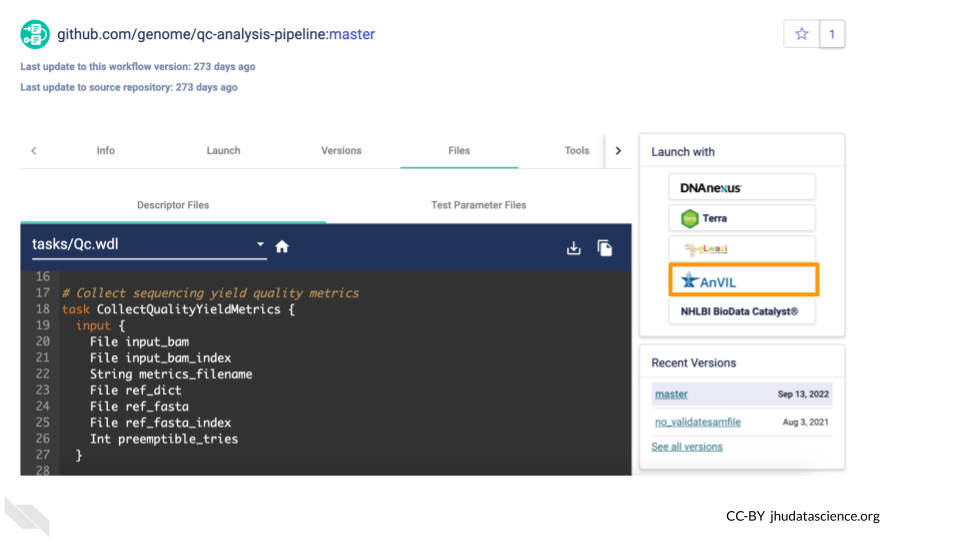 github.com/genome/qc-analysis-pipeline:master
1
Last update to this workflow version: 273 days ago
Last update to source repository: 273 days ago
Info
Launch
Versions
Files
Tools
Descriptor Files
Test Parameter Files
tasks/Qc.wdl
16
17 # Collect sequencing yield quality metrics
18 task CollectQualityYieldMetrics {
19 input {
20 File input_bam
21 File input_bam_index
22 String metrics_filename
23 File ref_dict
24 File ref_fasta
25 File ref_fasta_index
26 Int preemptible_tries
27 }
28
Launch with
DNAnexus
Terra
eLwazi
AnVIL
NHLBI BioData Catalyst®
Recent Versions
master Sep 13, 2022
no_validatesamfile Aug 3, 2021
See all versions
CC-BY jhudatascience.org